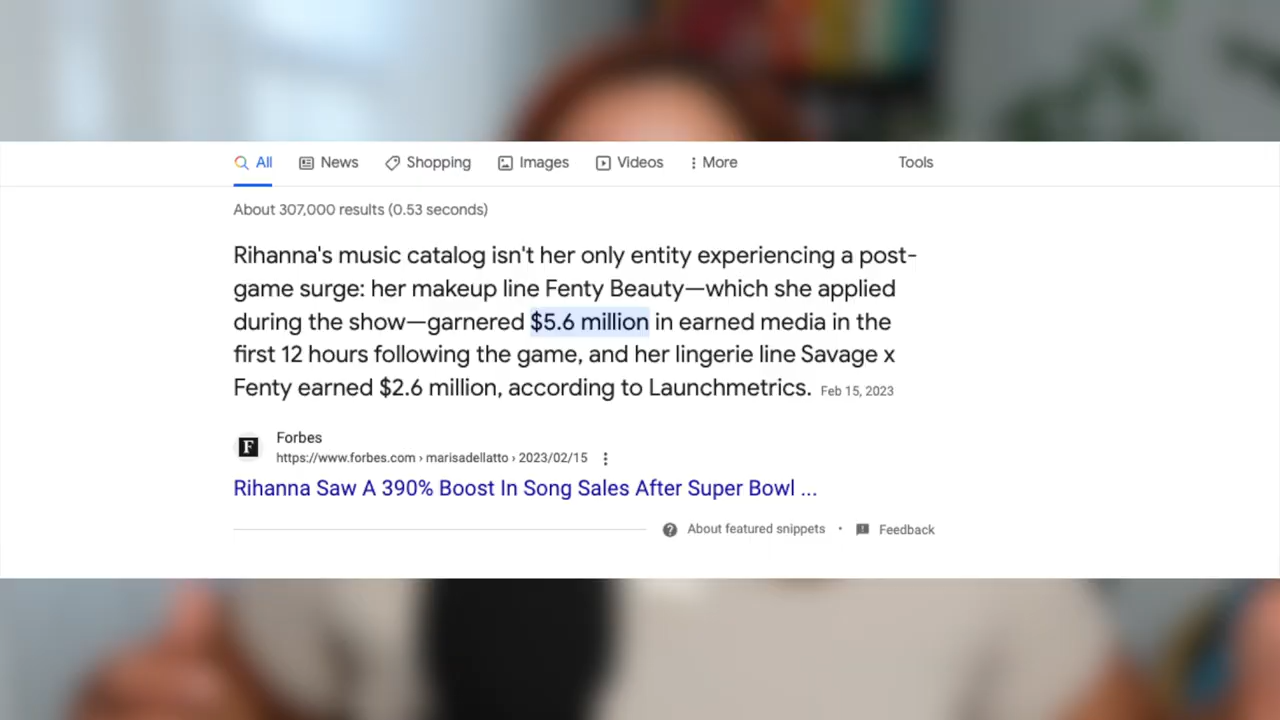 All News Shopping Images Videos More Tools
About 307,000 results (0.53 seconds)
Rihanna's music catalog isn't her only entity experiencing a post-
game surge: her makeup line Fenty Beauty—which she applied
during the show—garnered $5.6 million in earned media in the
first 12 hours following the game, and her lingerie line Savage x
Fenty earned $2.6 million, according to Launchmetrics. Feb 15, 2023
F Forbes
https://www.forbes.com › marisadellatto › 2023/02/15
Rihanna Saw A 390% Boost In Song Sales After Super Bowl ...
About featured snippets • Feedback